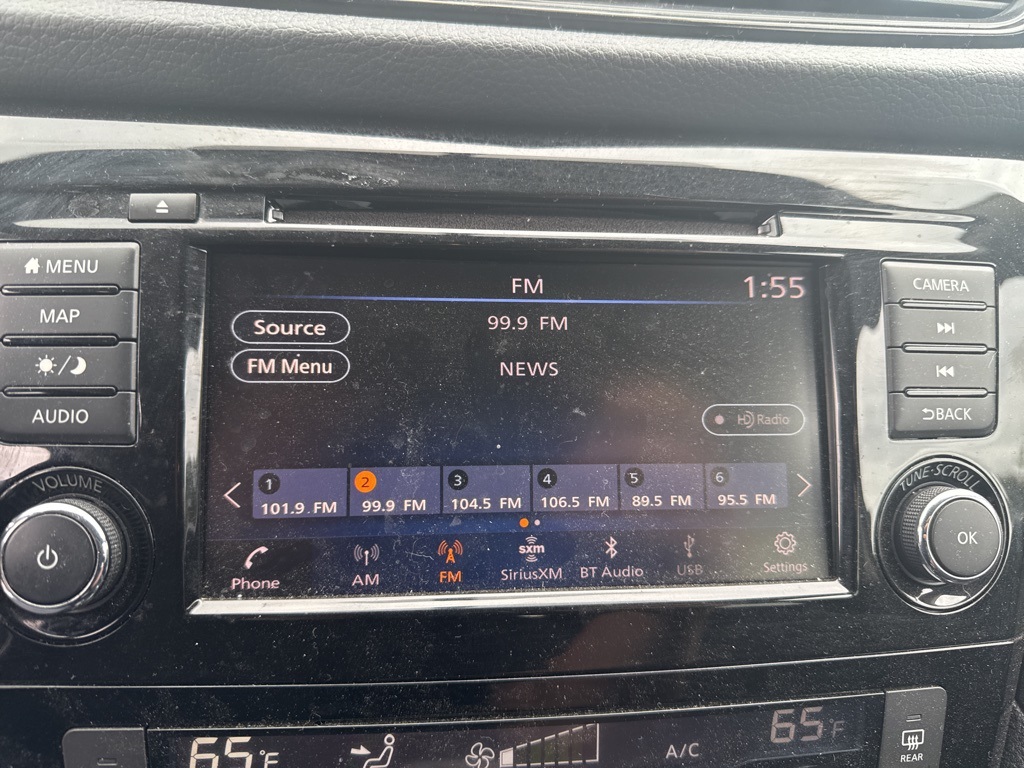 MENU
MAP
AUDIO
VOLUME
FM
1:55
Source
99.9 FM
FM Menu
NEWS
HD Radio
1 2 3 4 5 6
101.9 FM 99.9 FM 104.5 FM 106.5 FM 89.5 FM 95.5 FM
sxm
Phone AM FM SiriusXM BT Audio USB Settings
CAMERA
BACK
TUNE·SCROLL
OK
65°F
A/C
65°F
REAR